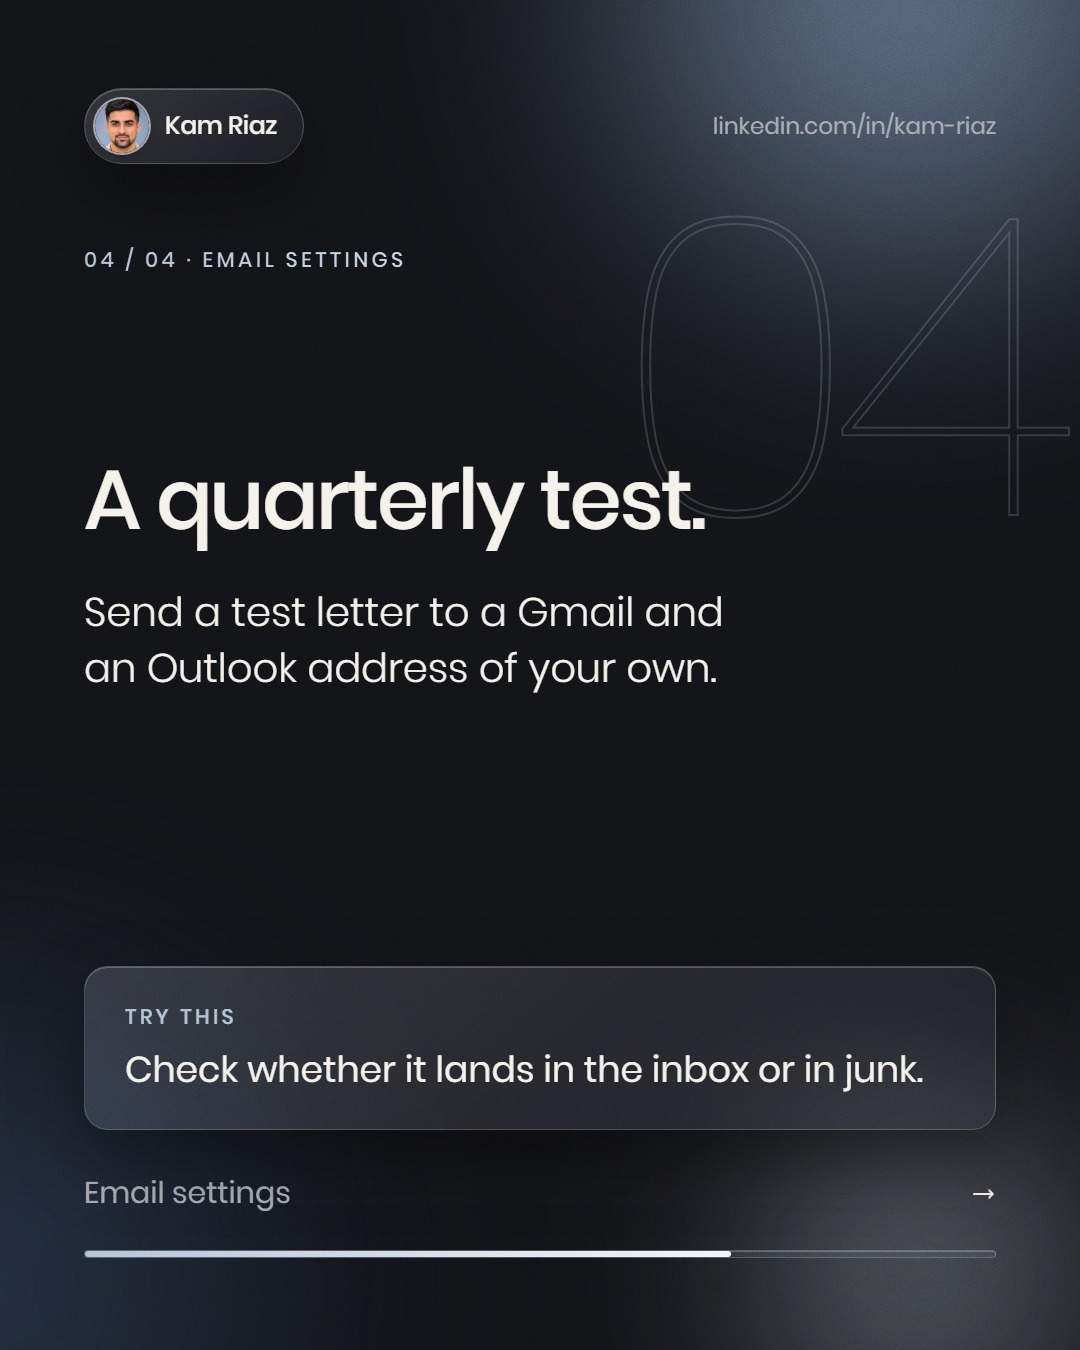 Kam Riaz
linkedin.com/in/kam-riaz
04 / 04 · EMAIL SETTINGS
04
A quarterly test.
Send a test letter to a Gmail and
an Outlook address of your own.
TRY THIS
Check whether it lands in the inbox or in junk.
Email settings →